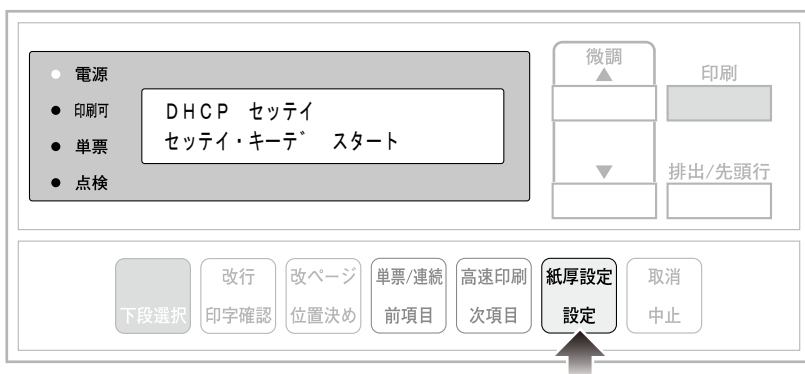 電源
印刷可
単票
点検
DHCP セッテイ
セッテイ・キーデ゛ スタート
微調
▲
▼
印刷
排出/先頭行
下段選択
改行
印字確認
改ページ
位置決め
単票/連続
前項目
高速印刷
次項目
紙厚設定
設定
取消
中止